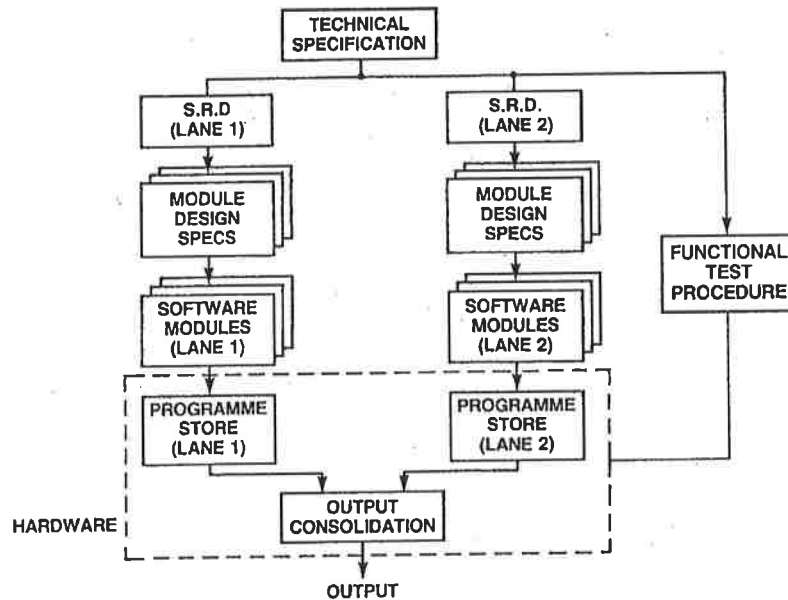 TECHNICAL
SPECIFICATION
S.R.D
(LANE 1)
S.R.D.
(LANE 2)
MODULE
DESIGN
SPECS
MODULE
DESIGN
SPECS
FUNCTIONAL
TEST
PROCEDURE
SOFTWARE
MODULES
(LANE 1)
SOFTWARE
MODULES
(LANE 2)
PROGRAMME
STORE
(LANE 1)
PROGRAMME
STORE
(LANE 2)
HARDWARE
OUTPUT
CONSOLIDATION
OUTPUT